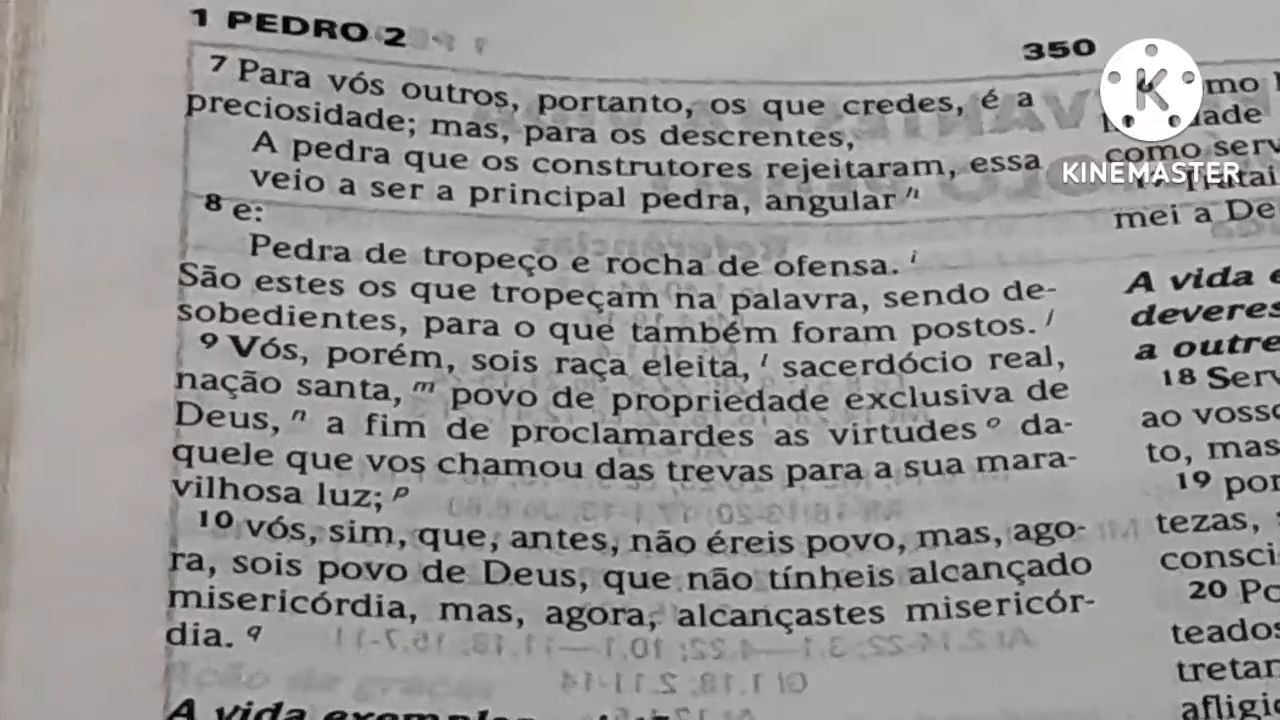 1 PEDRO 2
350
7 Para vós outros, portanto, os que credes, é a
preciosidade; mas, para os descrentes,
A pedra que os construtores rejeitaram, essa
veio a ser a principal pedra, angular h
8 e:
Pedra de tropeço e rocha de ofensa. i
São estes os que tropeçam na palavra, sendo de-
sobedientes, para o que também foram postos. j
9 Vós, porém, sois raça eleita, l sacerdócio real,
nação santa, m povo de propriedade exclusiva de
Deus, n a fim de proclamardes as virtudes o da-
quele que vos chamou das trevas para a sua mara-
vilhosa luz; p
10 vós, sim, que, antes, não éreis povo, mas, ago-
ra, sois povo de Deus, que não tínheis alcançado
misericórdia, mas, agora, alcançastes misericór-
dia. q
A vida
K
KINEMASTER
como serv
mei a De
A vida e
deveres
a outre
18 Serv
ao vosso
to, mas
19 por
tezas,
consci
20 Po
teados
tretan
afligid